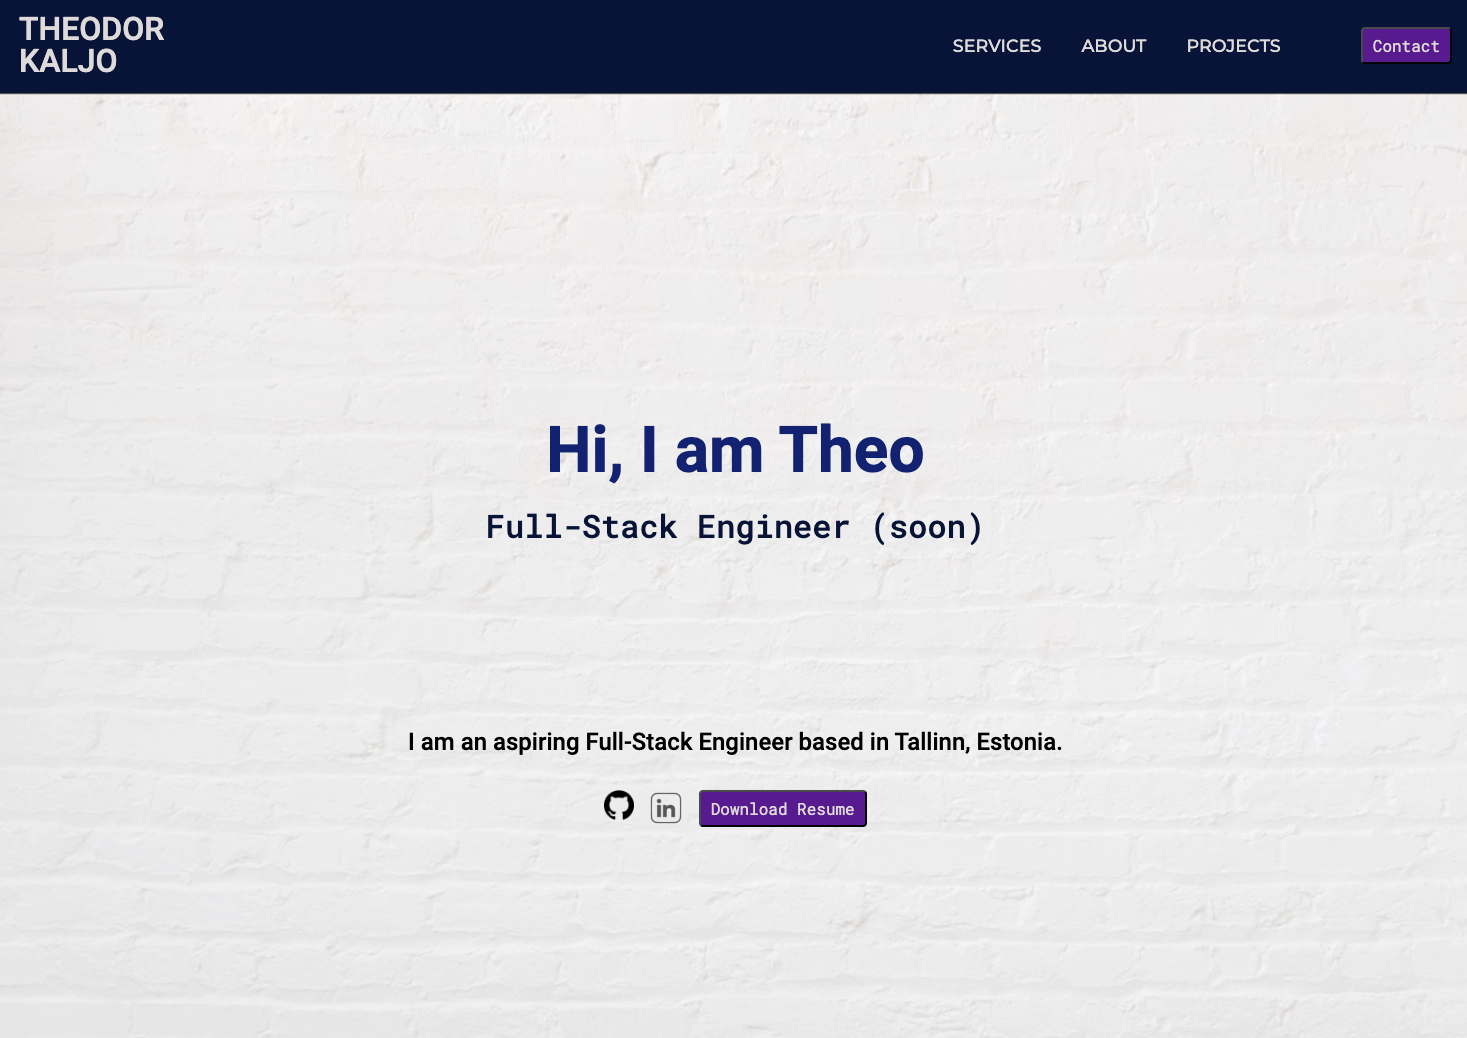 THEODOR
KALJO
SERVICES ABOUT PROJECTS Contact
Hi, I am Theo
Full-Stack Engineer (soon)
I am an aspiring Full-Stack Engineer based in Tallinn, Estonia.
in Download Resume